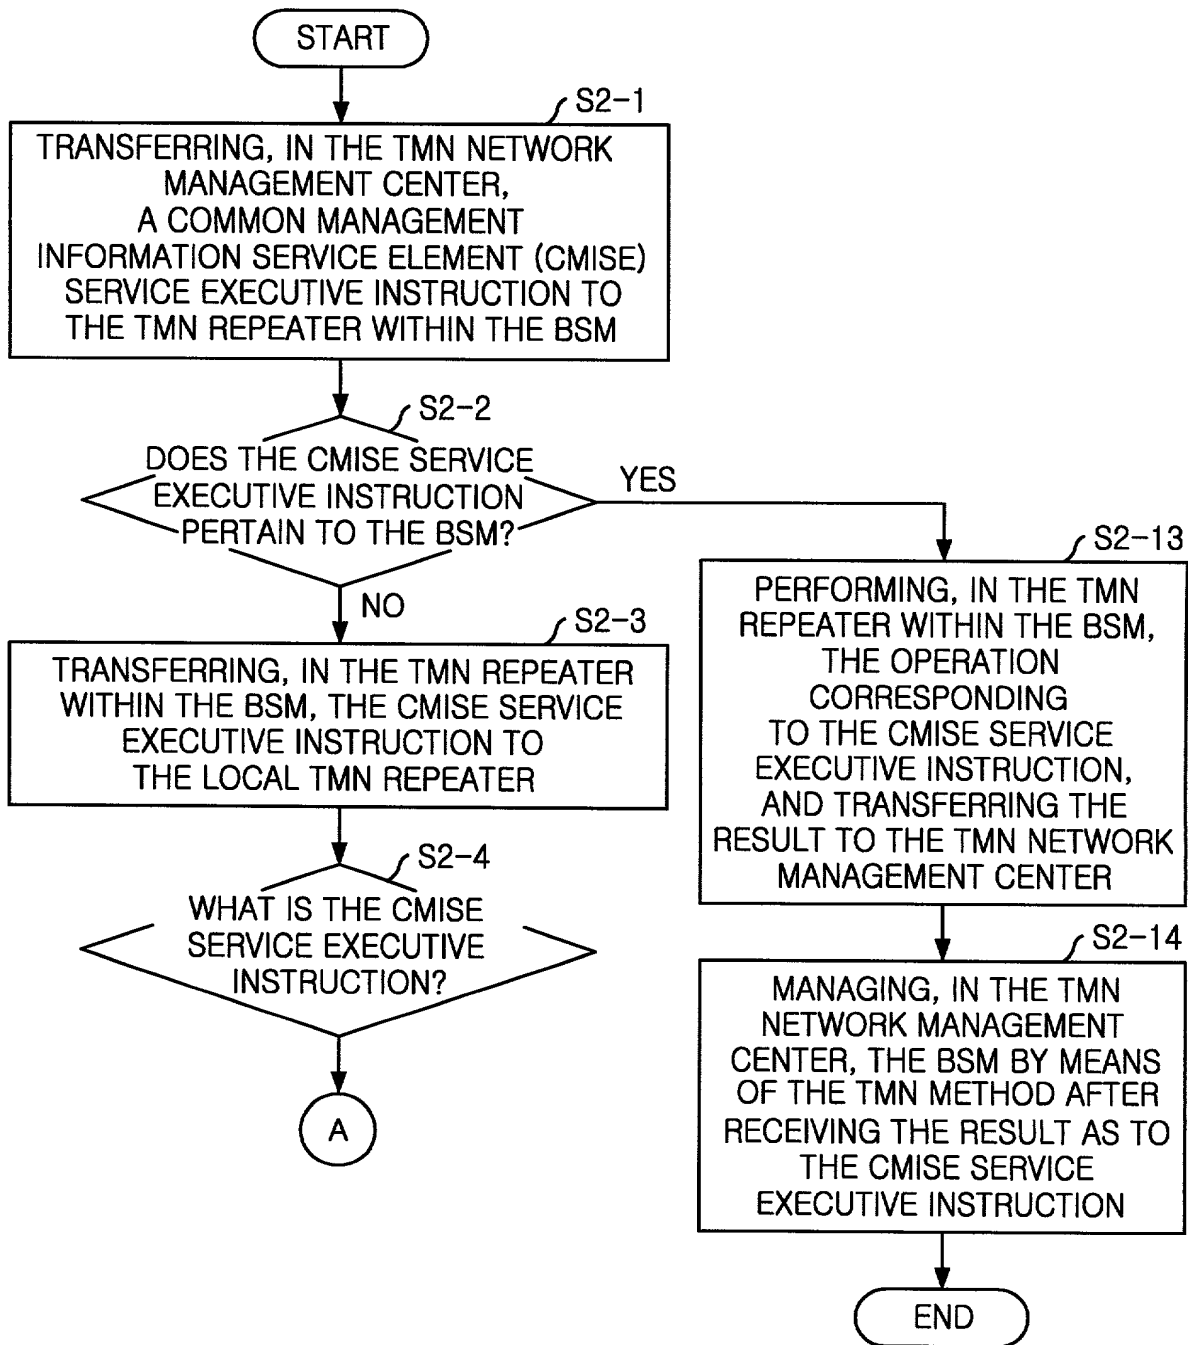 START
S2-1
TRANSFERRING, IN THE TMN NETWORK
MANAGEMENT CENTER,
A COMMON MANAGEMENT
INFORMATION SERVICE ELEMENT (CMISE)
SERVICE EXECUTIVE INSTRUCTION TO
THE TMN REPEATER WITHIN THE BSM
S2-2
DOES THE CMISE SERVICE
EXECUTIVE INSTRUCTION
PERTAIN TO THE BSM?
YES
NO
S2-3
TRANSFERRING, IN THE TMN REPEATER
WITHIN THE BSM, THE CMISE SERVICE
EXECUTIVE INSTRUCTION TO
THE LOCAL TMN REPEATER
S2-4
WHAT IS THE CMISE
SERVICE EXECUTIVE
INSTRUCTION?
A
S2-13
PERFORMING, IN THE TMN
REPEATER WITHIN THE BSM,
THE OPERATION
CORRESPONDING
TO THE CMISE SERVICE
EXECUTIVE INSTRUCTION,
AND TRANSFERRING THE
RESULT TO THE TMN NETWORK
MANAGEMENT CENTER
S2-14
MANAGING, IN THE TMN
NETWORK MANAGEMENT
CENTER, THE BSM BY MEANS
OF THE TMN METHOD AFTER
RECEIVING THE RESULT AS TO
THE CMISE SERVICE
EXECUTIVE INSTRUCTION
END